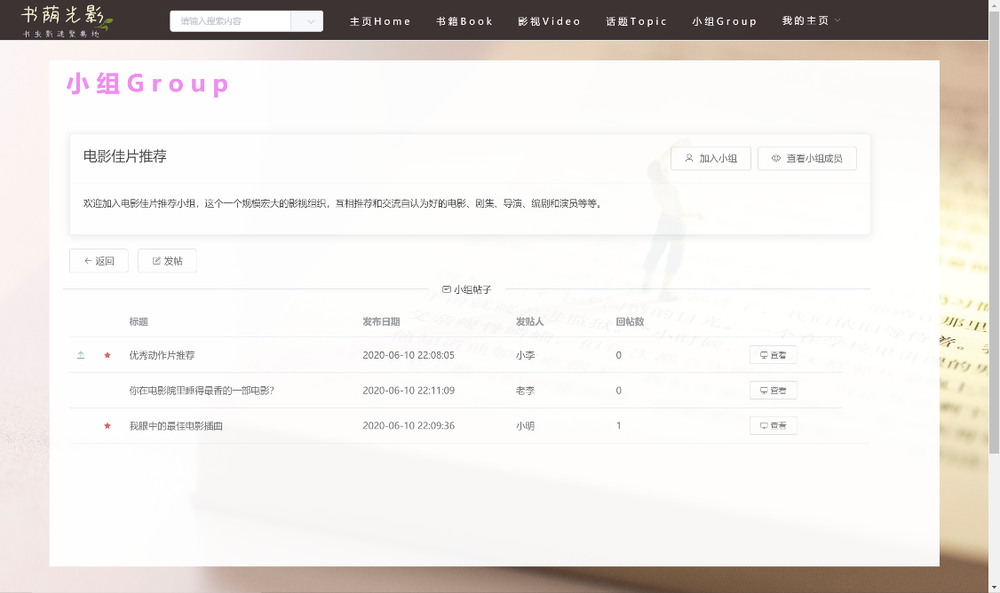 书荫光影
书虫影迷聚集地
请输入搜索内容
主页Home 书籍Book 影视Video 话题Topic 小组Group 我的主页
小组Group
电影佳片推荐
加入小组 查看小组成员
欢迎加入电影佳片推荐小组，这个一个规模宏大的影视组织，互相推荐和交流自认为好的电影、剧集、导演、编剧和演员等等。
返回 发帖
小组帖子
标题 发布日期 发贴人 回帖数
优秀动作片推荐 2020-06-10 22:08:05 小李 0 查看
你在电影院里睡得最香的一部电影？ 2020-06-10 22:11:09 老李 0 查看
我眼中的最佳电影插曲 2020-06-10 22:09:36 小明 1 查看